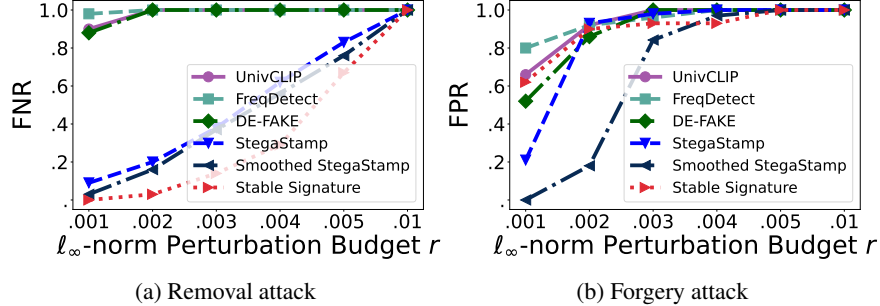 1.0
.8
.6
.4
.2
.
FNR
UnivCLIP
FreqDetect
DE-FAKE
StegaStamp
Smoothed StegaStamp
Stable Signature
.001 .002 .003 .004 .005 .01
ℓ∞-norm Perturbation Budget r
(a) Removal attack
1.0
.8
.6
.4
.2
.
FPR
UnivCLIP
FreqDetect
DE-FAKE
StegaStamp
Smoothed StegaStamp
Stable Signature
.001 .002 .003 .004 .005 .01
ℓ∞-norm Perturbation Budget r
(b) Forgery attack